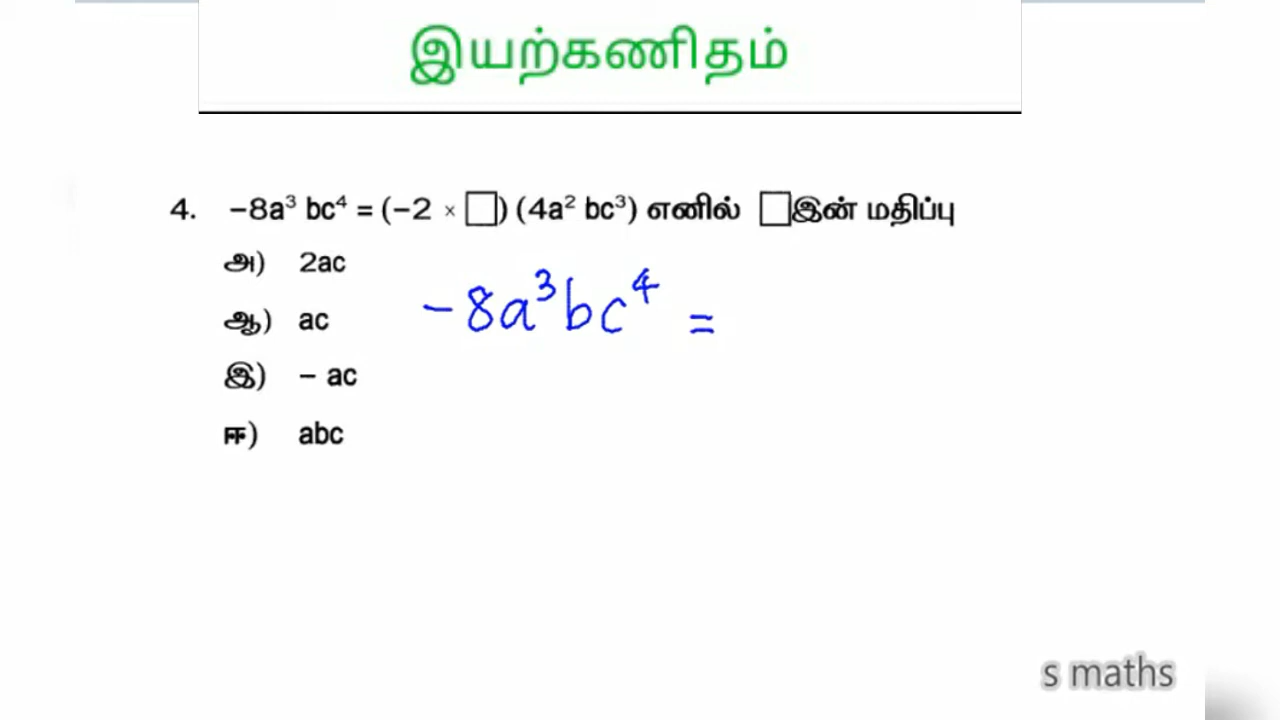 இயற்கணிதம்
4. –8a³ bc⁴ = (–2 × □) (4a² bc³) எனில் □இன் மதிப்பு
அ) 2ac
ஆ) ac
இ) – ac
ஈ) abc
-8a³bc⁴ =
s maths